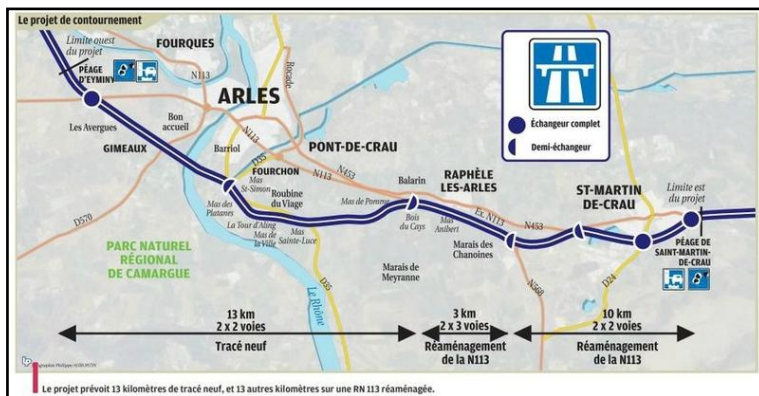 Le projet de contournement
Limite ouest
du projet
PÉAGE
D'EYMINY
FOURQUES
N113
Rocade
ARLES
Les Avergues
Bon
accueil
GIMEAUX
Barriol
N113
D35
PONT-DE-CRAU
FOURCHON
N113
N453
Mas
St-Simon
Mas des
Platanes
Roubine
du Viage
La Tour d'Aling
Mas de
la Ville
Mas
Sainte-Luce
Mas de Pomme
Balarin
Bois
du Cays
RAPHÈLE
LES-ARLES
Mas
Anibert
Ex. N113
N453
Marais des
Chanoines
Marais de
Meyranne
ST-MARTIN
DE-CRAU
Limite est
du projet
PÉAGE DE
SAINT-MARTIN-
DE-CRAU
D570
PARC NATUREL
RÉGIONAL
DE CAMARGUE
Le Rhône
D35
N568
D24
Échangeur complet
Demi-échangeur
13 km
2 x 2 voies
Tracé neuf
3 km
2 x 3 voies
Réaménagement
de la N113
10 km
2 x 2 voies
Réaménagement
de la N113
Le projet prévoit 13 kilomètres de tracé neuf, et 13 autres kilomètres sur une RN 113 réaménagée.